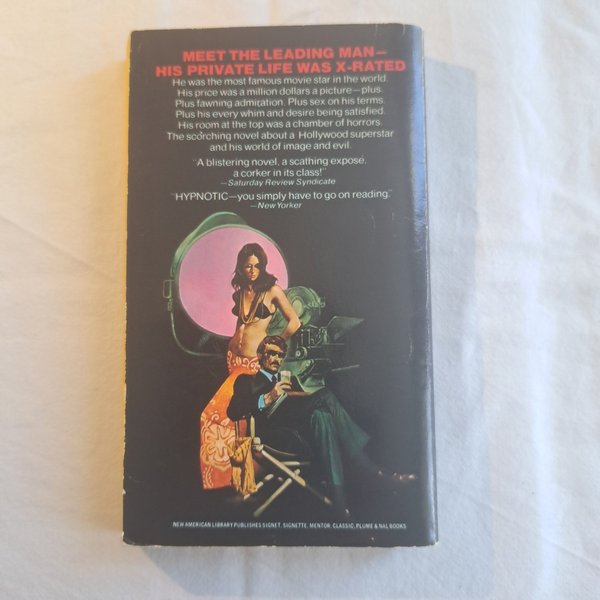 MEET THE LEADING MAN—
HIS PRIVATE LIFE WAS X-RATED
He was the most famous movie star in the world.
His price was a million dollars a picture—plus.
Plus fawning admiration. Plus sex on his terms.
Plus his every whim and desire being satisfied.
His room at the top was a chamber of horrors.
The scorching novel about a Hollywood superstar
and his world of image and evil.
"A blistering novel, a scathing exposé,
a corker in its class!"
—Saturday Review Syndicate
"HYPNOTIC—you simply have to go on reading."
—New Yorker
NEW AMERICAN LIBRARY PUBLISHES SIGNET, SIGNETTE, MENTOR, CLASSIC, PLUME & NAL BOOKS